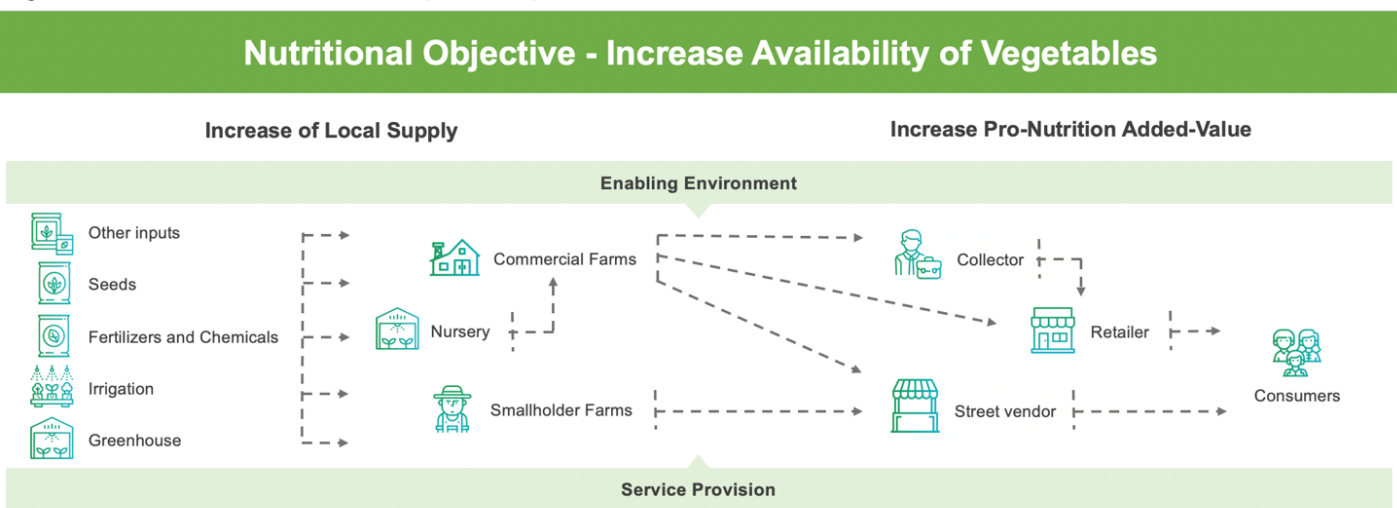 Nutritional Objective - Increase Availability of Vegetables
Increase of Local Supply
Increase Pro-Nutrition Added-Value
Enabling Environment
Other inputs
Seeds
Fertilizers and Chemicals
Irrigation
Greenhouse
Commercial Farms
Nursery
Smallholder Farms
Collector
Retailer
Street vendor
Consumers
Service Provision